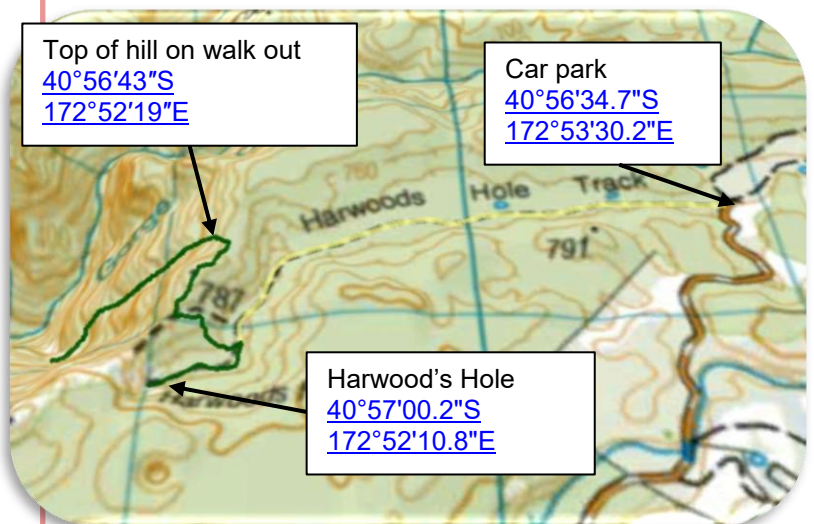 Top of hill on walk out
40°56′43″S
172°52′19″E
Car park
40°56'34.7"S
172°53'30.2"E
760
Harwoods Hole Track
Gorge
791
787
Harwoods
Harwood’s Hole
40°57'00.2"S
172°52'10.8"E